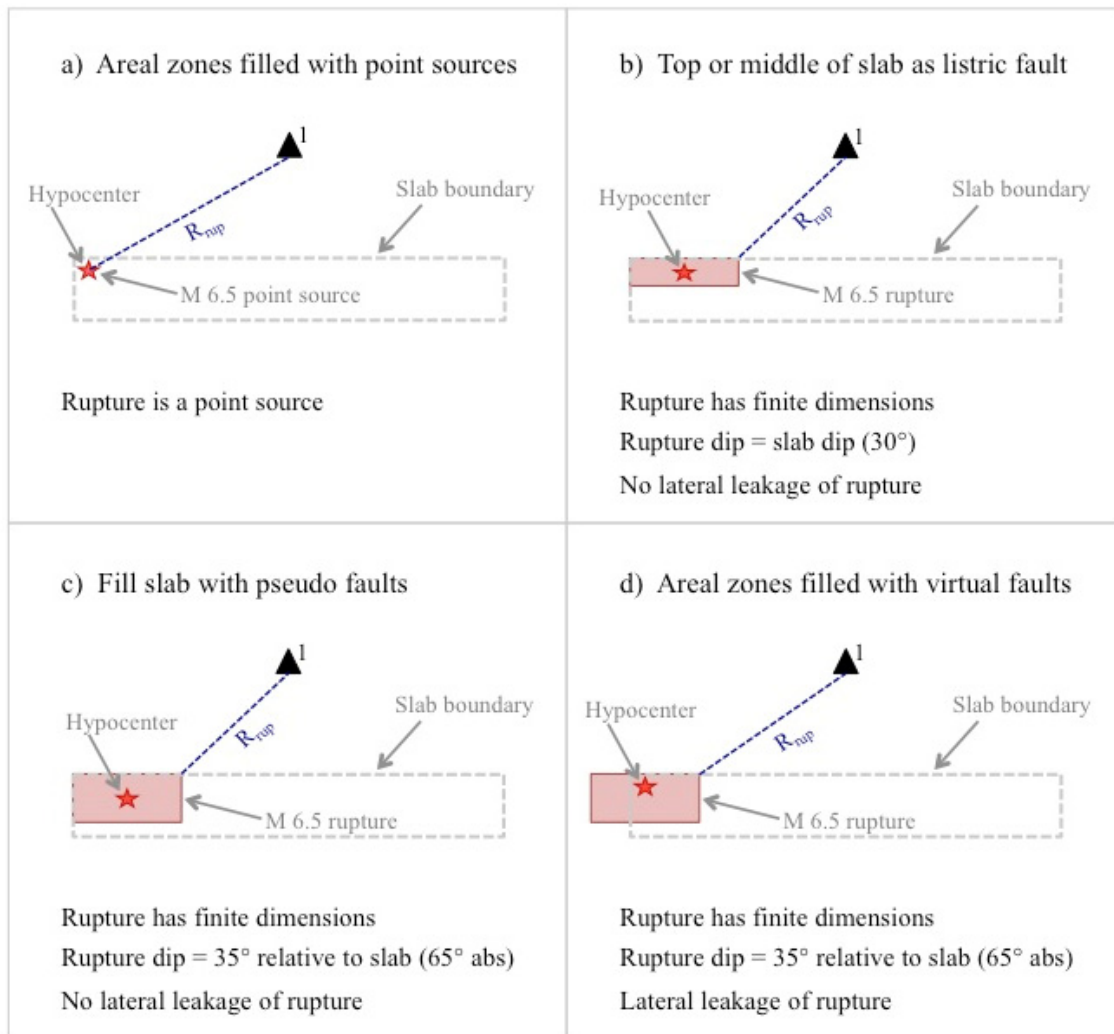 a) Areal zones filled with point sources
1
Hypocenter
Slab boundary
Rrup
M 6.5 point source
Rupture is a point source
b) Top or middle of slab as listric fault
1
Hypocenter
Slab boundary
Rrup
M 6.5 rupture
Rupture has finite dimensions
Rupture dip = slab dip (30°)
No lateral leakage of rupture
c) Fill slab with pseudo faults
1
Hypocenter
Slab boundary
Rrup
M 6.5 rupture
Rupture has finite dimensions
Rupture dip = 35° relative to slab (65° abs)
No lateral leakage of rupture
d) Areal zones filled with virtual faults
1
Hypocenter
Slab boundary
Rrup
M 6.5 rupture
Rupture has finite dimensions
Rupture dip = 35° relative to slab (65° abs)
Lateral leakage of rupture